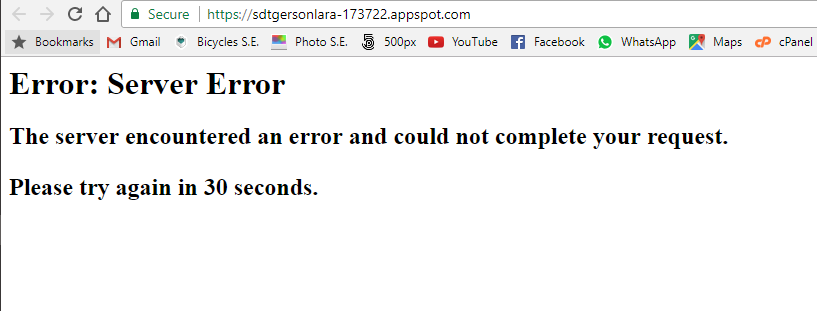 Secure https://sdtgersonlara-173722.appspot.com
Bookmarks Gmail Bicycles S.E. Photo S.E. 500px YouTube Facebook WhatsApp Maps cP cPanel
Error: Server Error
The server encountered an error and could not complete your request.
Please try again in 30 seconds.